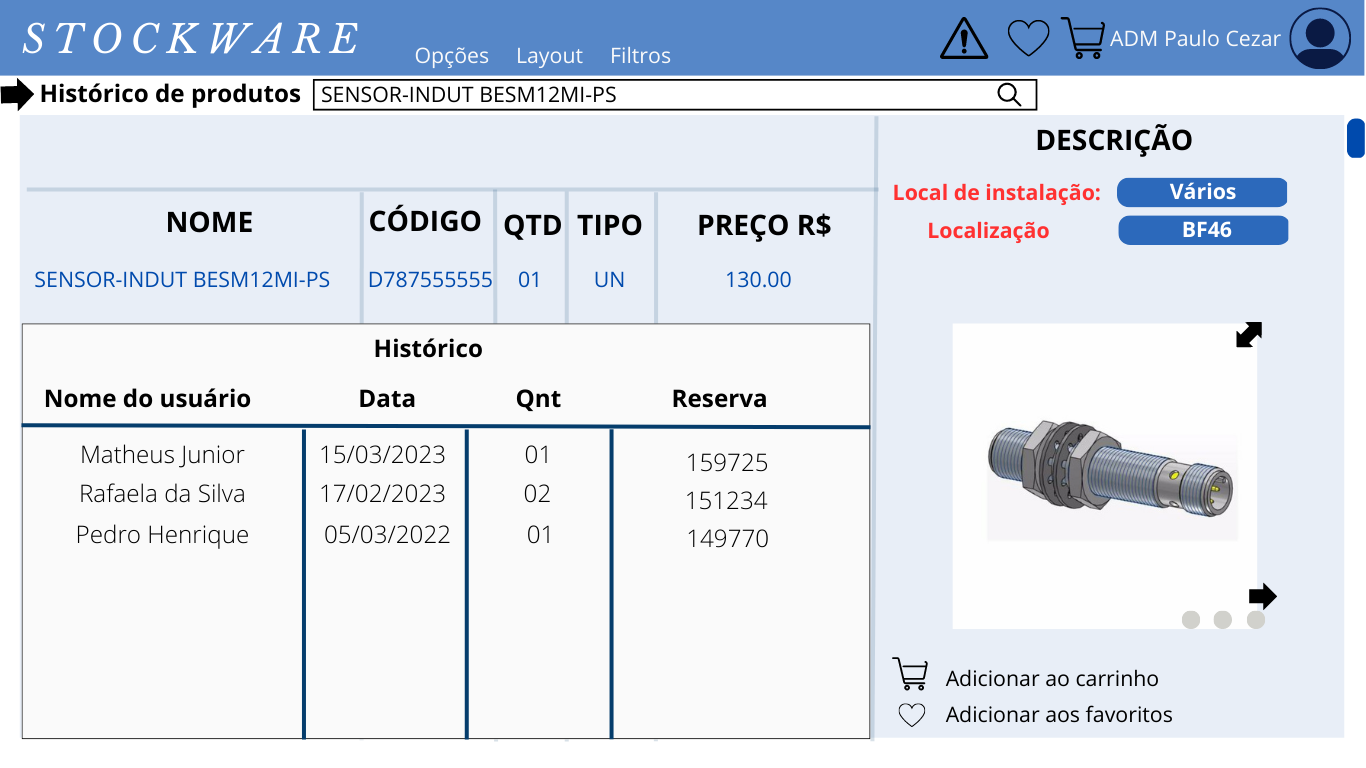 STOCKWARE
Opções Layout Filtros
ADM Paulo Cezar
Histórico de produtos
SENSOR-INDUT BESM12MI-PS
NOME CÓDIGO QTD TIPO PREÇO R$
SENSOR-INDUT BESM12MI-PS D787555555 01 UN 130.00
Histórico
Nome do usuário Data Qnt Reserva
Matheus Junior 15/03/2023 01 159725
Rafaela da Silva 17/02/2023 02 151234
Pedro Henrique 05/03/2022 01 149770
DESCRIÇÃO
Local de instalação: Vários
Localização BF46
Adicionar ao carrinho
Adicionar aos favoritos